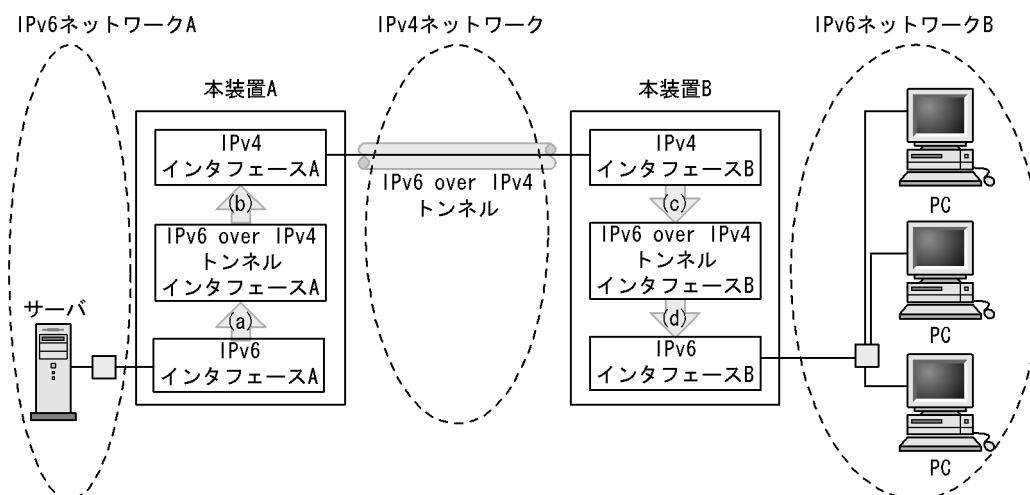 IPv6ネットワークA
IPv4ネットワーク
IPv6ネットワークB
本装置A
本装置B
IPv4
インタフェースA
IPv6 over IPv4
トンネル
IPv4
インタフェースB
(b)
(c)
IPv6 over IPv4
トンネル
インタフェースA
IPv6 over IPv4
トンネル
インタフェースB
(a)
(d)
サーバ
IPv6
インタフェースA
IPv6
インタフェースB
PC
PC
PC